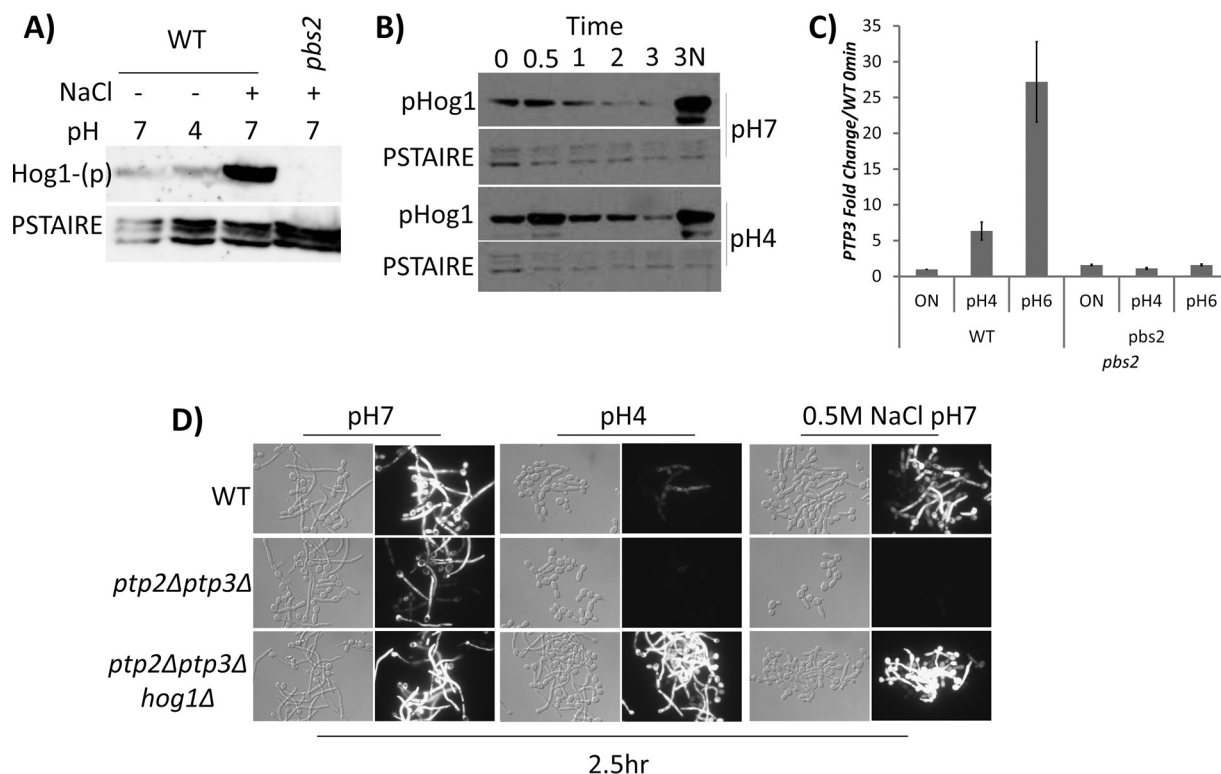 A)
WT
pbs2
NaCl - - + +
pH 7 4 7 7
Hog1-(p)
PSTAIRE
B)
Time
0 0.5 1 2 3 3N
pHog1
PSTAIRE
pH7
pHog1
PSTAIRE
pH4
C)
PTP3 Fold Change/WT 0min
35
30
25
20
15
10
5
0
ON pH4 pH6 ON pH4 pH6
WT pbs2
pbs2
D)
pH7 pH4 0.5M NaCl pH7
WT
ptp2Δptp3Δ
ptp2Δptp3Δ
hog1Δ
2.5hr